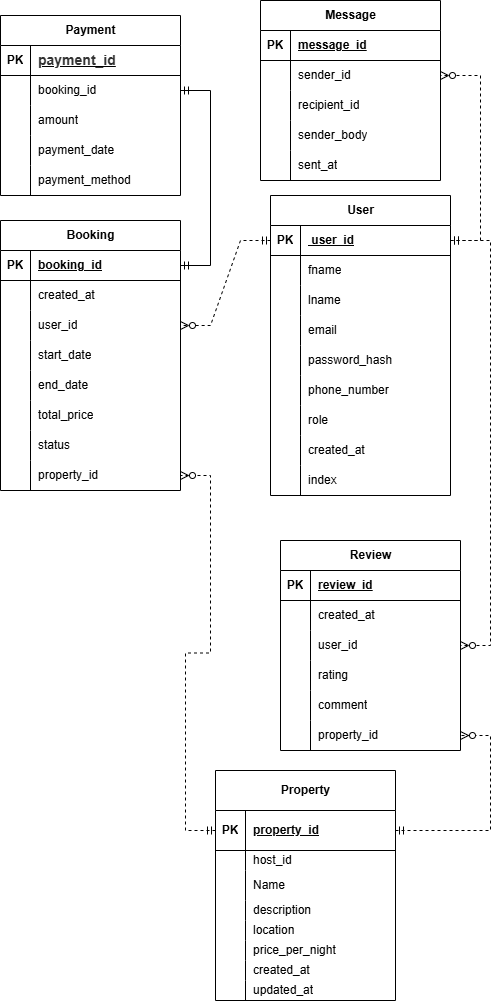 Payment
PK payment_id
booking_id
amount
payment_date
payment_method
Message
PK message_id
sender_id
recipient_id
sender_body
sent_at
Booking
PK booking_id
created_at
user_id
start_date
end_date
total_price
status
property_id
User
PK user_id
fname
lname
email
password_hash
phone_number
role
created_at
index
Review
PK review_id
created_at
user_id
rating
comment
property_id
Property
PK property_id
host_id
Name
description
location
price_per_night
created_at
updated_at